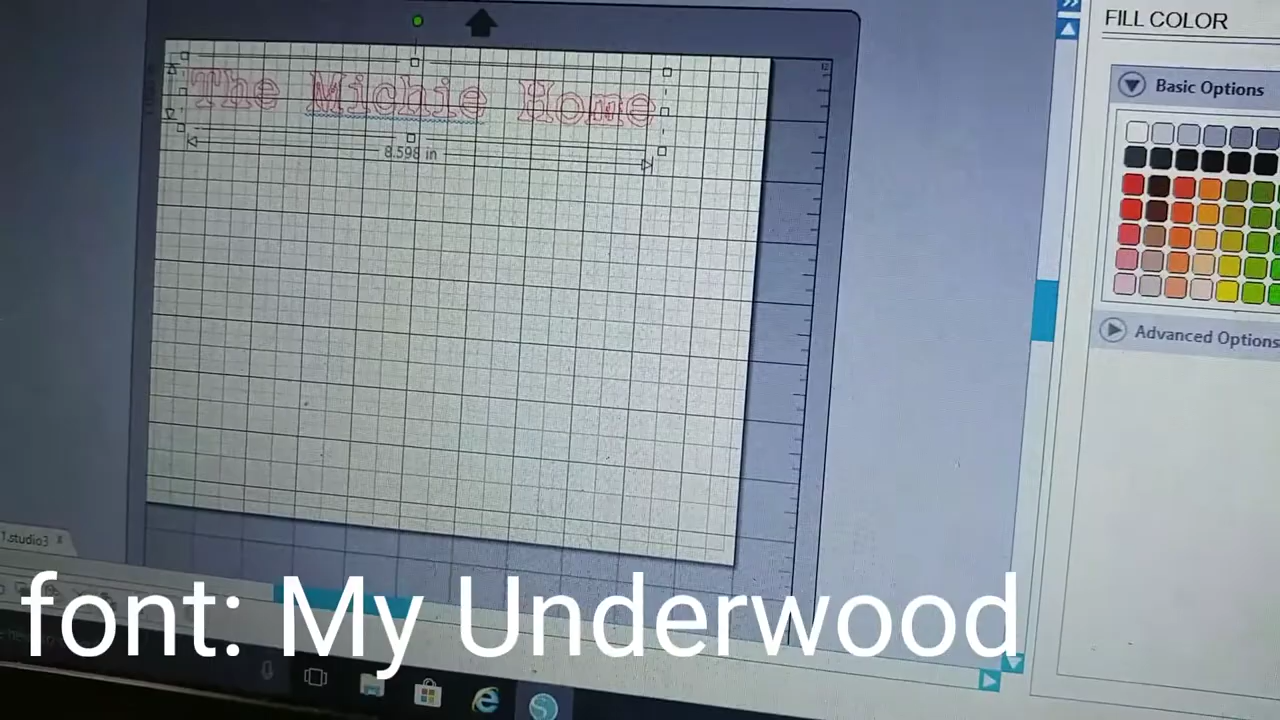 FILL COLOR
Basic Options
The Michie Home
8.598 in
Advanced Options
1.studio3 x
font: My Underwood